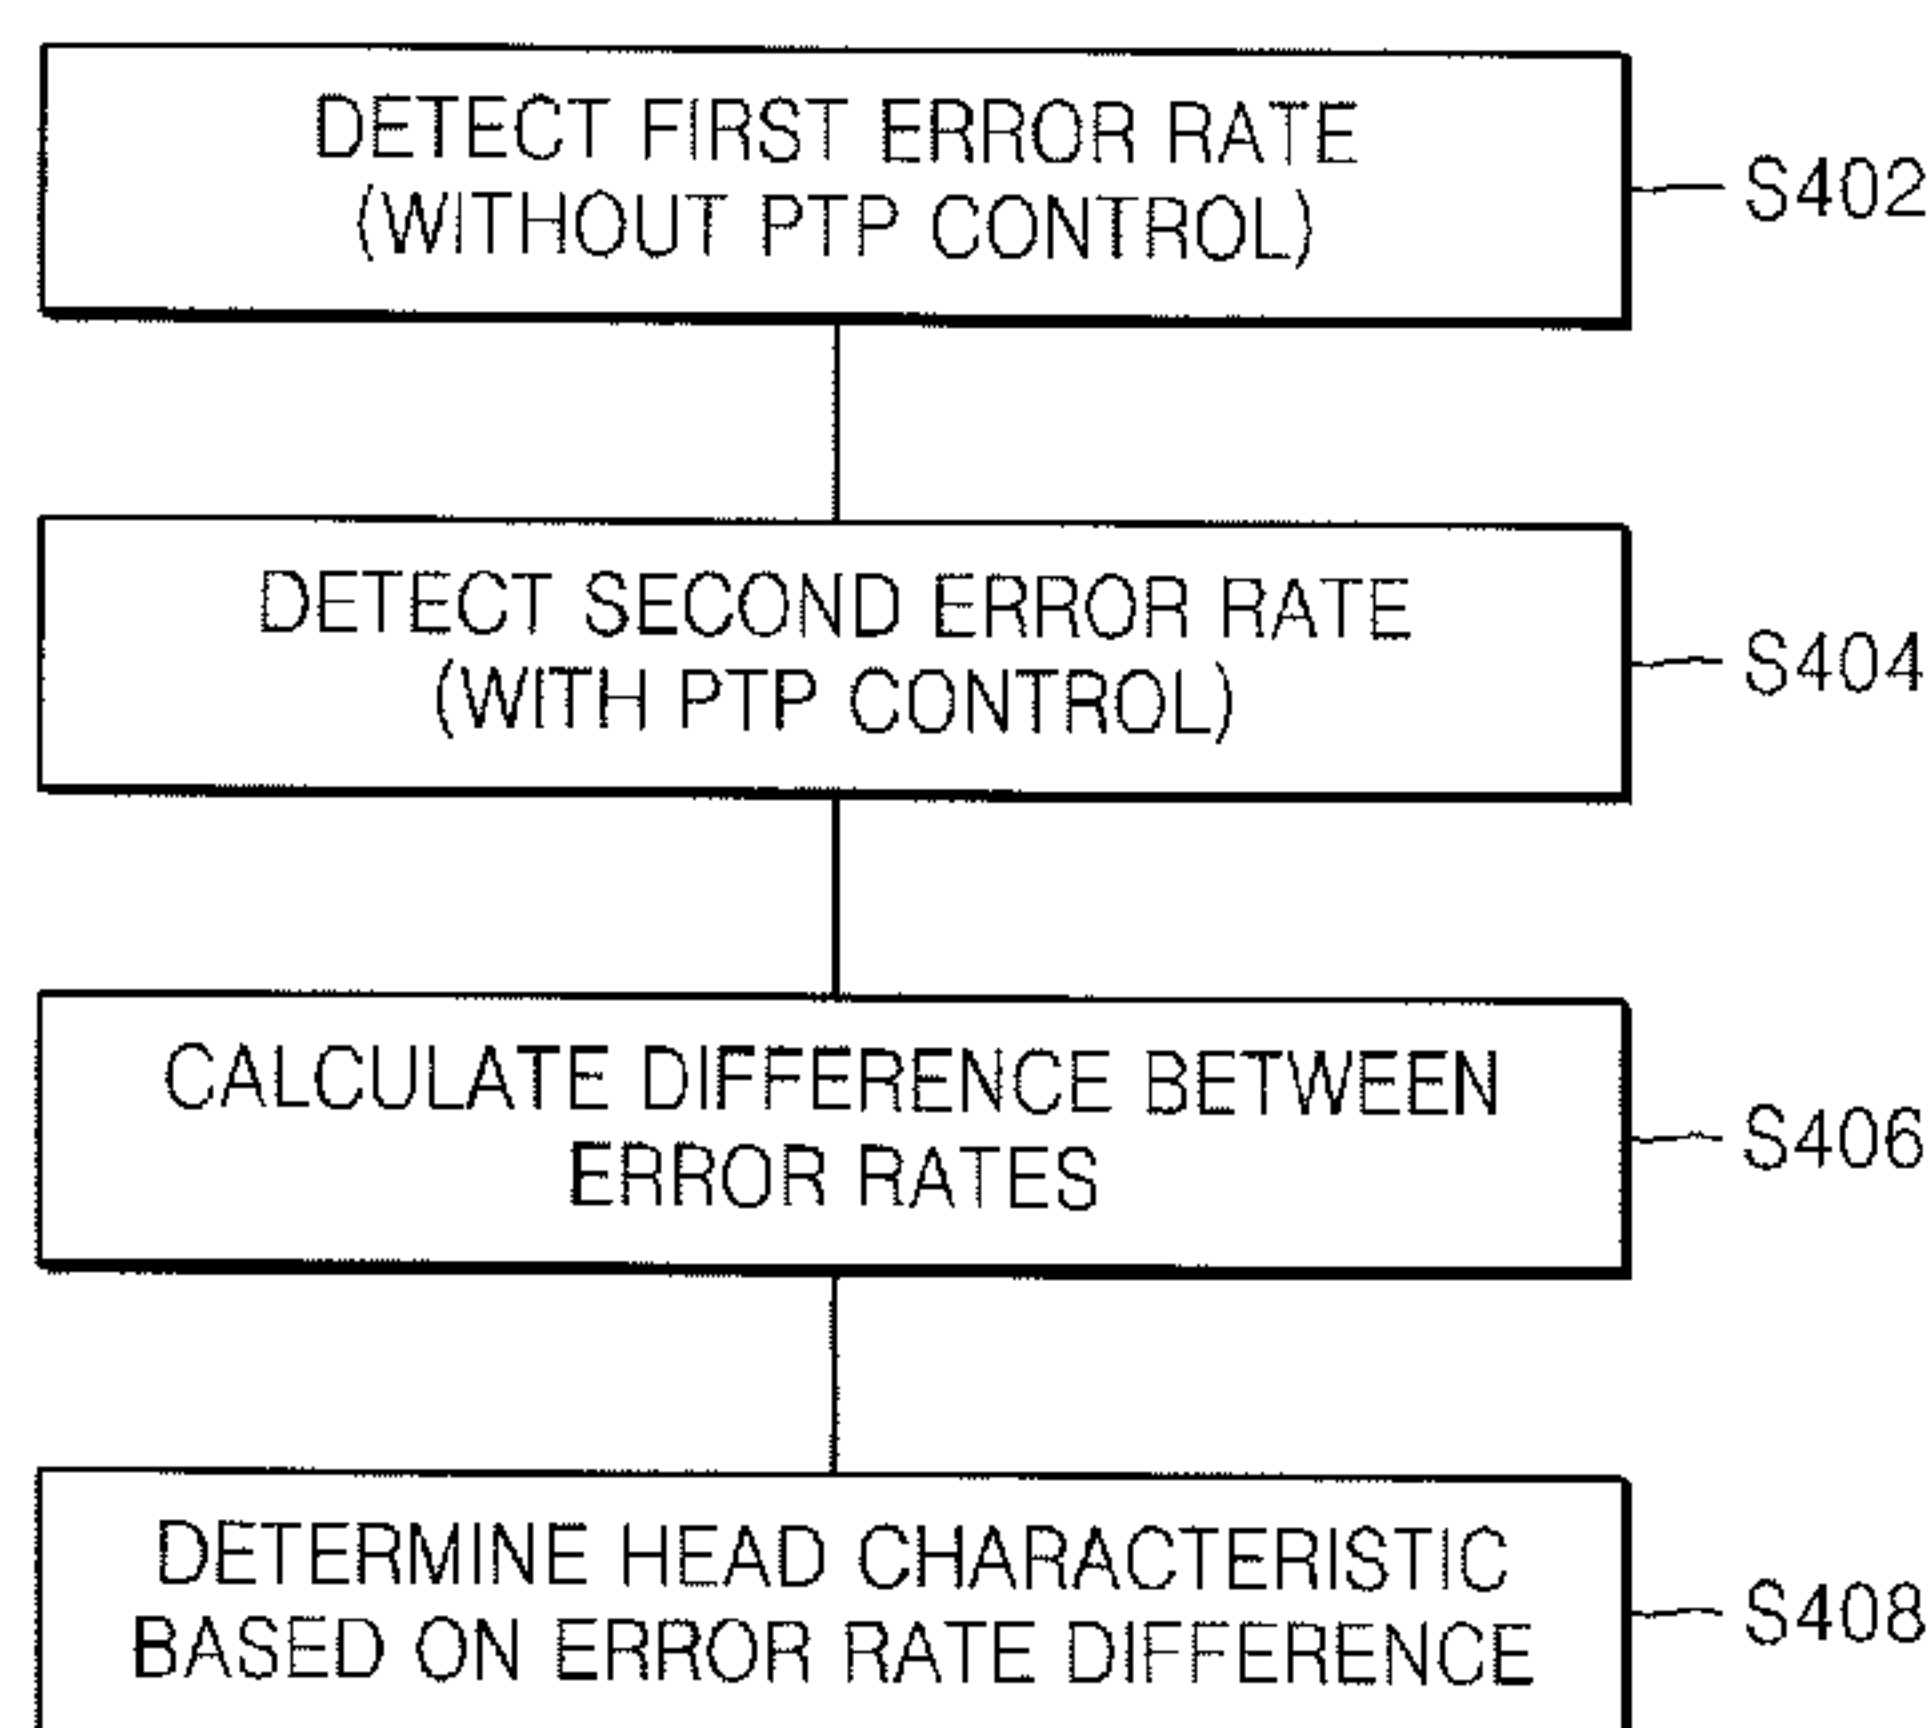 DETECT FIRST ERROR RATE
(WITHOUT PTP CONTROL)
S402
DETECT SECOND ERROR RATE
(WITH PTP CONTROL)
S404
CALCULATE DIFFERENCE BETWEEN
ERROR RATES
S406
DETERMINE HEAD CHARACTERISTIC
BASED ON ERROR RATE DIFFERENCE
S408